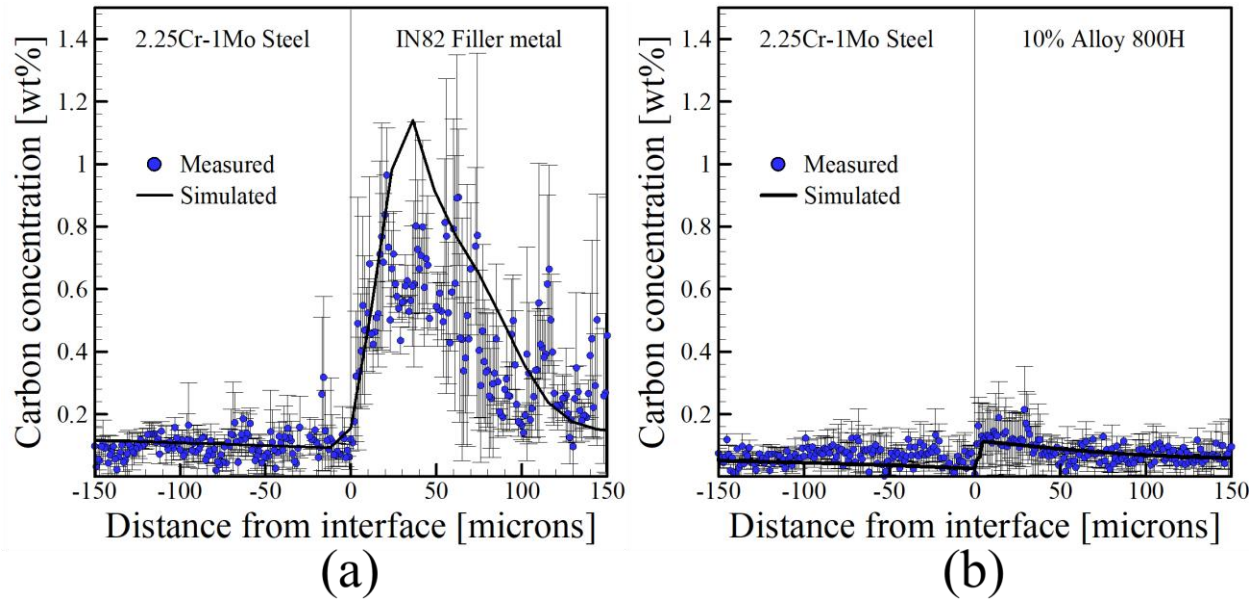 2.25Cr-1Mo Steel IN82 Filler metal
Carbon concentration [wt%]
1.4
1.2
1
0.8
0.6
0.4
0.2
Measured
Simulated
-150 -100 -50 0 50 100 150
Distance from interface [microns]
(a)
2.25Cr-1Mo Steel 10% Alloy 800H
Carbon concentration [wt%]
1.4
1.2
1
0.8
0.6
0.4
0.2
Measured
Simulated
-150 -100 -50 0 50 100 150
Distance from interface [microns]
(b)